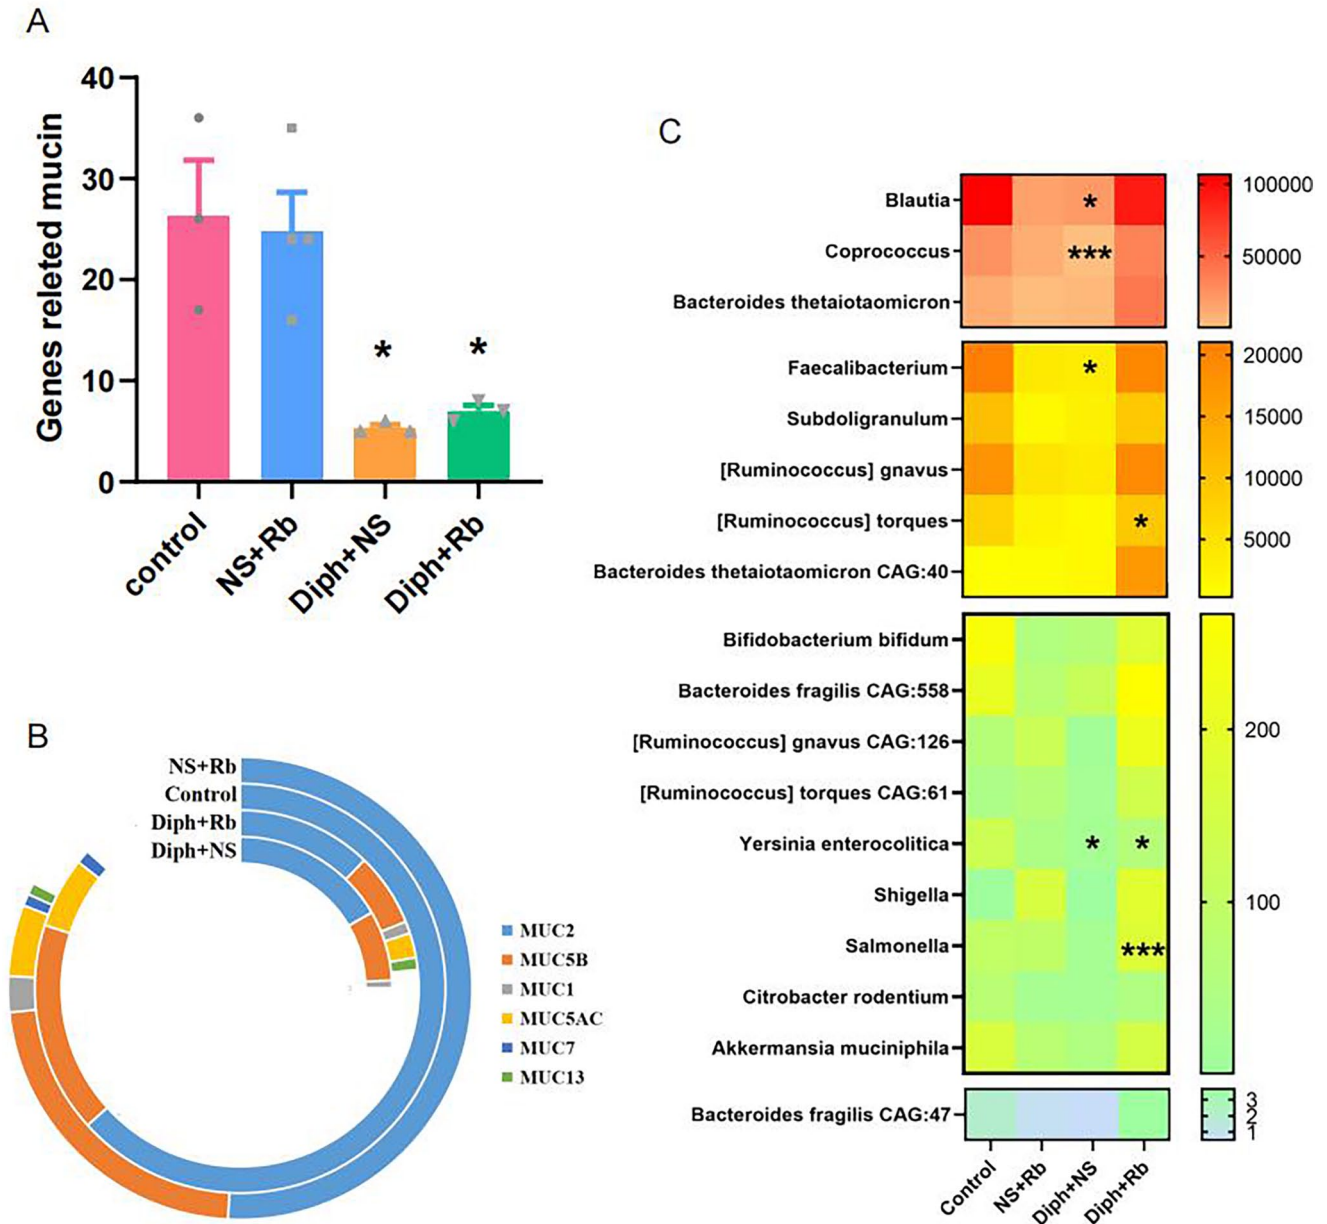 A
Genes releted mucin
40
30
20
10
0
*
*
control
NS+Rb
Diph+NS
Diph+Rb
B
NS+Rb
Control
Diph+Rb
Diph+NS
MUC2
MUC5B
MUC1
MUC5AC
MUC7
MUC13
C
Blautia
*
Coprococcus
***
Bacteroides thetaiotaomicron
100000
50000
Faecalibacterium
*
Subdoligranulum
[Ruminococcus] gnavus
[Ruminococcus] torques
*
Bacteroides thetaiotaomicron CAG:40
20000
15000
10000
5000
Bifidobacterium bifidum
Bacteroides fragilis CAG:558
[Ruminococcus] gnavus CAG:126
[Ruminococcus] torques CAG:61
Yersinia enterocolitica
* *
Shigella
Salmonella
***
Citrobacter rodentium
Akkermansia muciniphila
200
100
Bacteroides fragilis CAG:47
3
2
1
Control
NS+Rb
Diph+NS
Diph+Rb